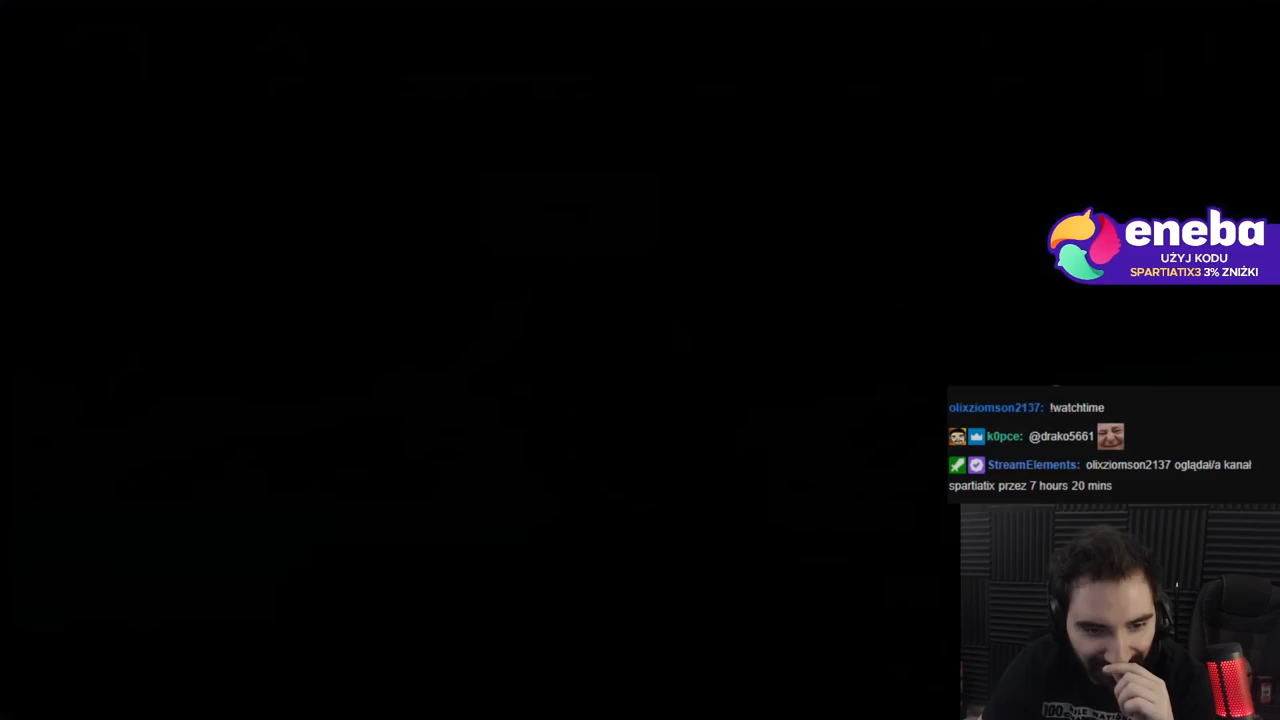 eneba
UŻYJ KODU
SPARTIATIX3 3% ZNIŻKI
olixziomson2137: !watchtime
k0pce: @drako5661
StreamElements: olixziomson2137 oglądał/a kanał
spartiatix przez 7 hours 20 mins